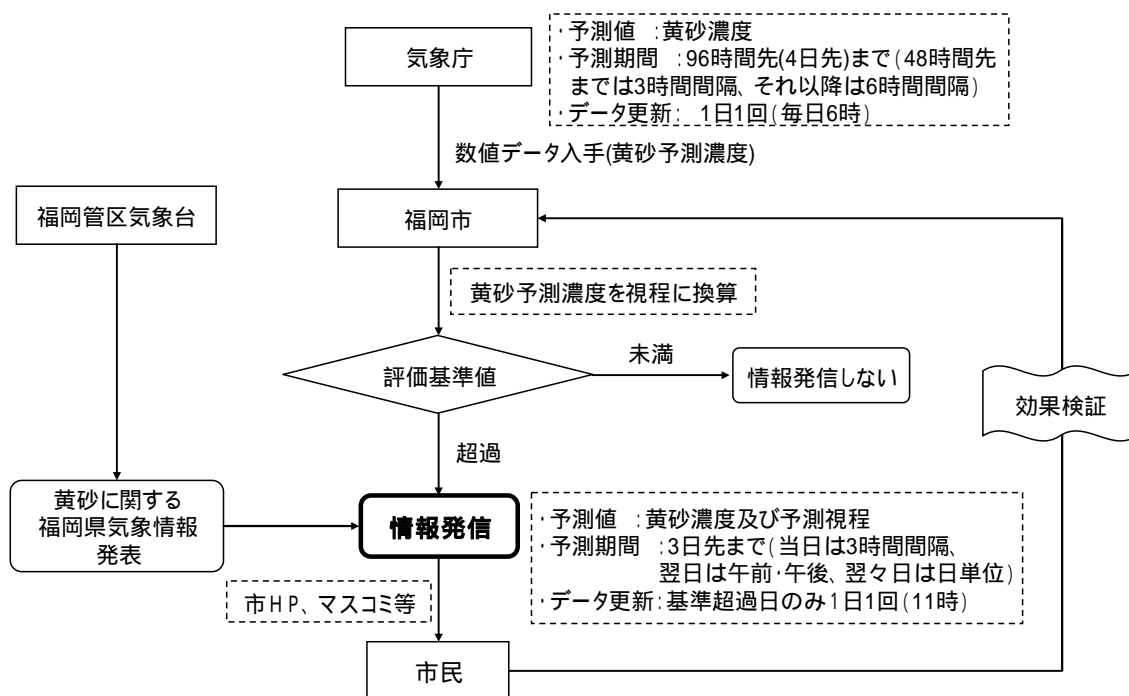 気象庁
・予測値 :黄砂濃度
・予測期間 :96時間先(4日先)まで(48時間先
までは3時間間隔、それ以降は6時間間隔)
・データ更新: 1日1回(毎日6時)
数値データ入手(黄砂予測濃度)
福岡管区気象台
福岡市
黄砂予測濃度を視程に換算
評価基準値
未満
情報発信しない
効果検証
超過
黄砂に関する
福岡県気象情報
発表
情報発信
・予測値 :黄砂濃度及び予測視程
・予測期間 :3日先まで(当日は3時間間隔、
翌日は午前・午後、翌々日は日単位)
・データ更新:基準超過日のみ1日1回(11時)
市HP、マスコミ等
市民